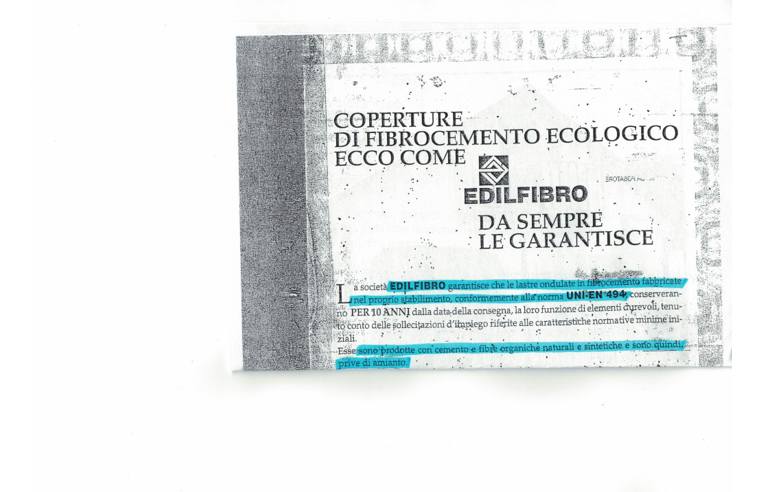 COPERTURE
DI FIBROCEMENTO ECOLOGICO
ECCO COME
EDILFIBRO
DA SEMPRE
LE GARANTISCE
La società EDILFIBRO garantisce che le lastre ondulate in fibrocemento fabbricate
nel proprio stabilimento, conformemente alla norma UNI-EN 494, conserveran-
no PER 10 ANNI dalla data della consegna, la loro funzione di elementi durevoli, tenu-
to conto delle sollecitazioni d'impiego riferite alle caratteristiche normative minime ini-
ziali.
Esse sono prodotte con cemento e fibre organiche naturali e sintetiche e sono quindi,
prive di amianto.